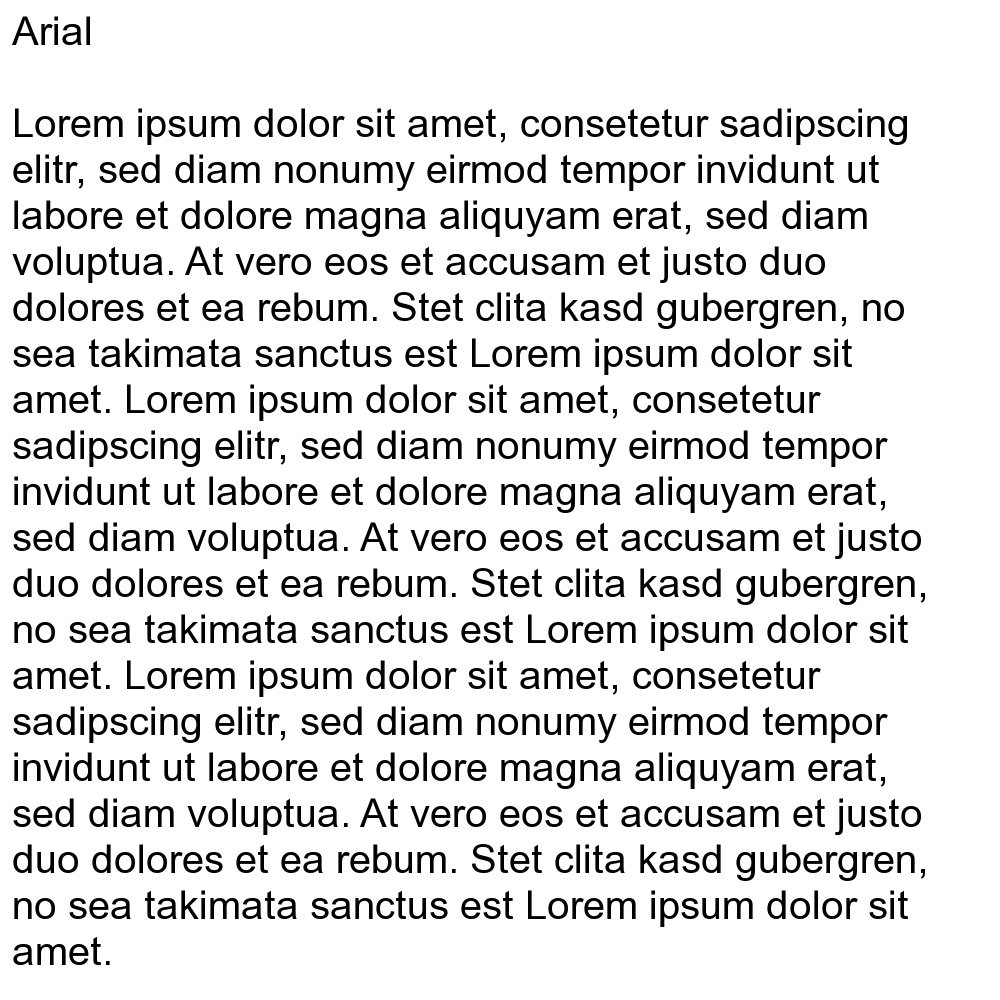 Arial
Lorem ipsum dolor sit amet, consetetur sadipscing
elitr, sed diam nonumy eirmod tempor invidunt ut
labore et dolore magna aliquyam erat, sed diam
voluptua. At vero eos et accusam et justo duo
dolores et ea rebum. Stet clita kasd gubergren, no
sea takimata sanctus est Lorem ipsum dolor sit
amet. Lorem ipsum dolor sit amet, consetetur
sadipscing elitr, sed diam nonumy eirmod tempor
invidunt ut labore et dolore magna aliquyam erat,
sed diam voluptua. At vero eos et accusam et justo
duo dolores et ea rebum. Stet clita kasd gubergren,
no sea takimata sanctus est Lorem ipsum dolor sit
amet. Lorem ipsum dolor sit amet, consetetur
sadipscing elitr, sed diam nonumy eirmod tempor
invidunt ut labore et dolore magna aliquyam erat,
sed diam voluptua. At vero eos et accusam et justo
duo dolores et ea rebum. Stet clita kasd gubergren,
no sea takimata sanctus est Lorem ipsum dolor sit
amet.